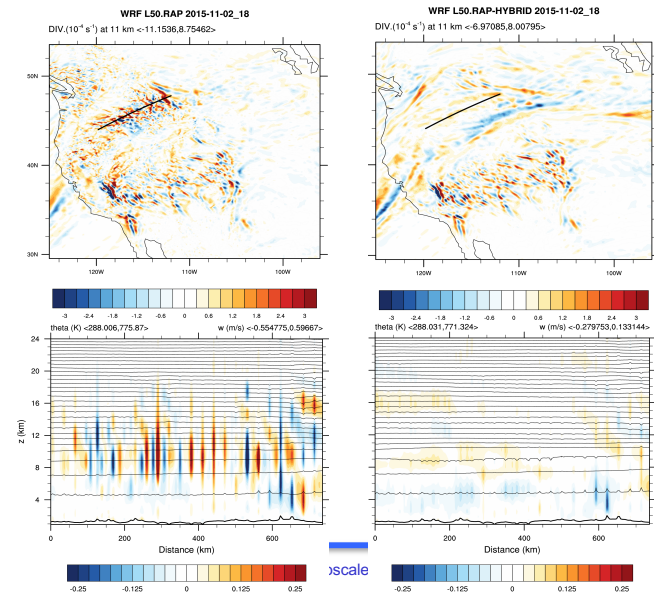 WRF L50.RAP 2015-11-02_18
DIV.(10⁻⁴ s⁻¹) at 11 km <-11.1536,8.75462>
50N
40N
30N
120W 110W 100W
-3 -2.4 -1.8 -1.2 -0.6 0 0.6 1.2 1.8 2.4 3
WRF L50.RAP-HYBRID 2015-11-02_18
DIV.(10⁻⁴ s⁻¹) at 11 km <-6.97085,8.00795>
120W 110W 100W
-3 -2.4 -1.8 -1.2 -0.6 0 0.6 1.2 1.8 2.4 3
theta (K) <288.006,775.87> w (m/s) <-0.554775,0.59667>
24
20
16
12
8
4
z (km)
0 200 400 600
Distance (km)
-0.25 -0.125 0 0.125 0.25
theta (K) <288.031,771.324> w (m/s) <-0.279753,0.133144>
24
20
16
12
8
4
0 200 400 600
Distance (km)
-0.25 -0.125 0 0.125 0.25
oscale